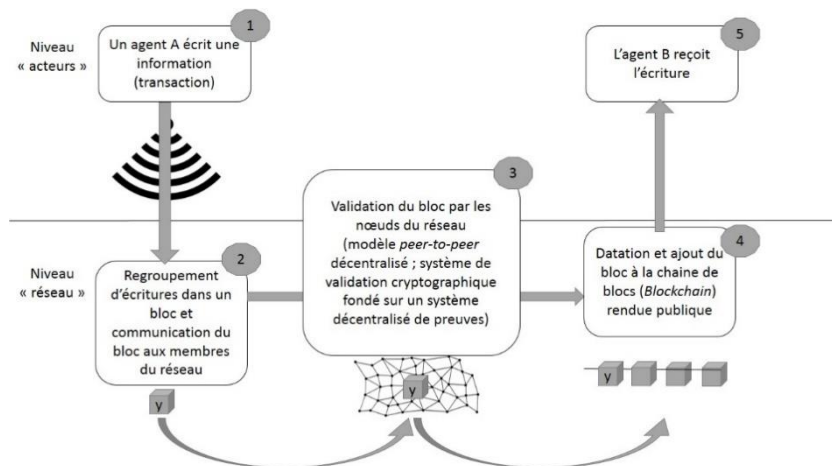 Niveau
« acteurs »
1
Un agent A écrit une
information
(transaction)
5
L'agent B reçoit
l'écriture
3
Validation du bloc par les
nœuds du réseau
(modèle peer-to-peer
décentralisé ; système de
validation cryptographique
fondé sur un système
décentralisé de preuves)
Niveau
« réseau »
2
Regroupement
d'écritures dans un
bloc et
communication du
bloc aux membres
du réseau
4
Datation et ajout du
bloc à la chaine de
blocs (Blockchain)
rendue publique
y
y
y